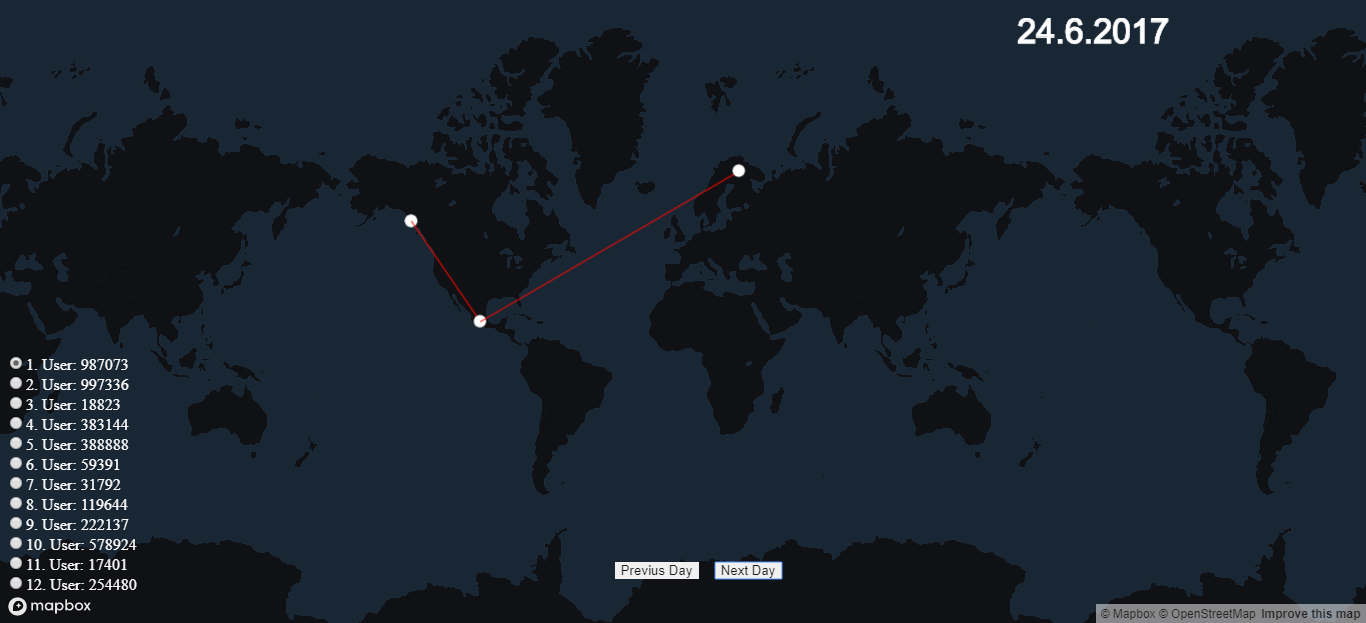 24.6.2017
1. User: 987073
2. User: 997336
3. User: 18823
4. User: 383144
5. User: 388888
6. User: 59391
7. User: 31792
8. User: 119644
9. User: 222137
10. User: 578924
11. User: 17401
12. User: 254480
Previus Day Next Day
mapbox
© Mapbox © OpenStreetMap Improve this map